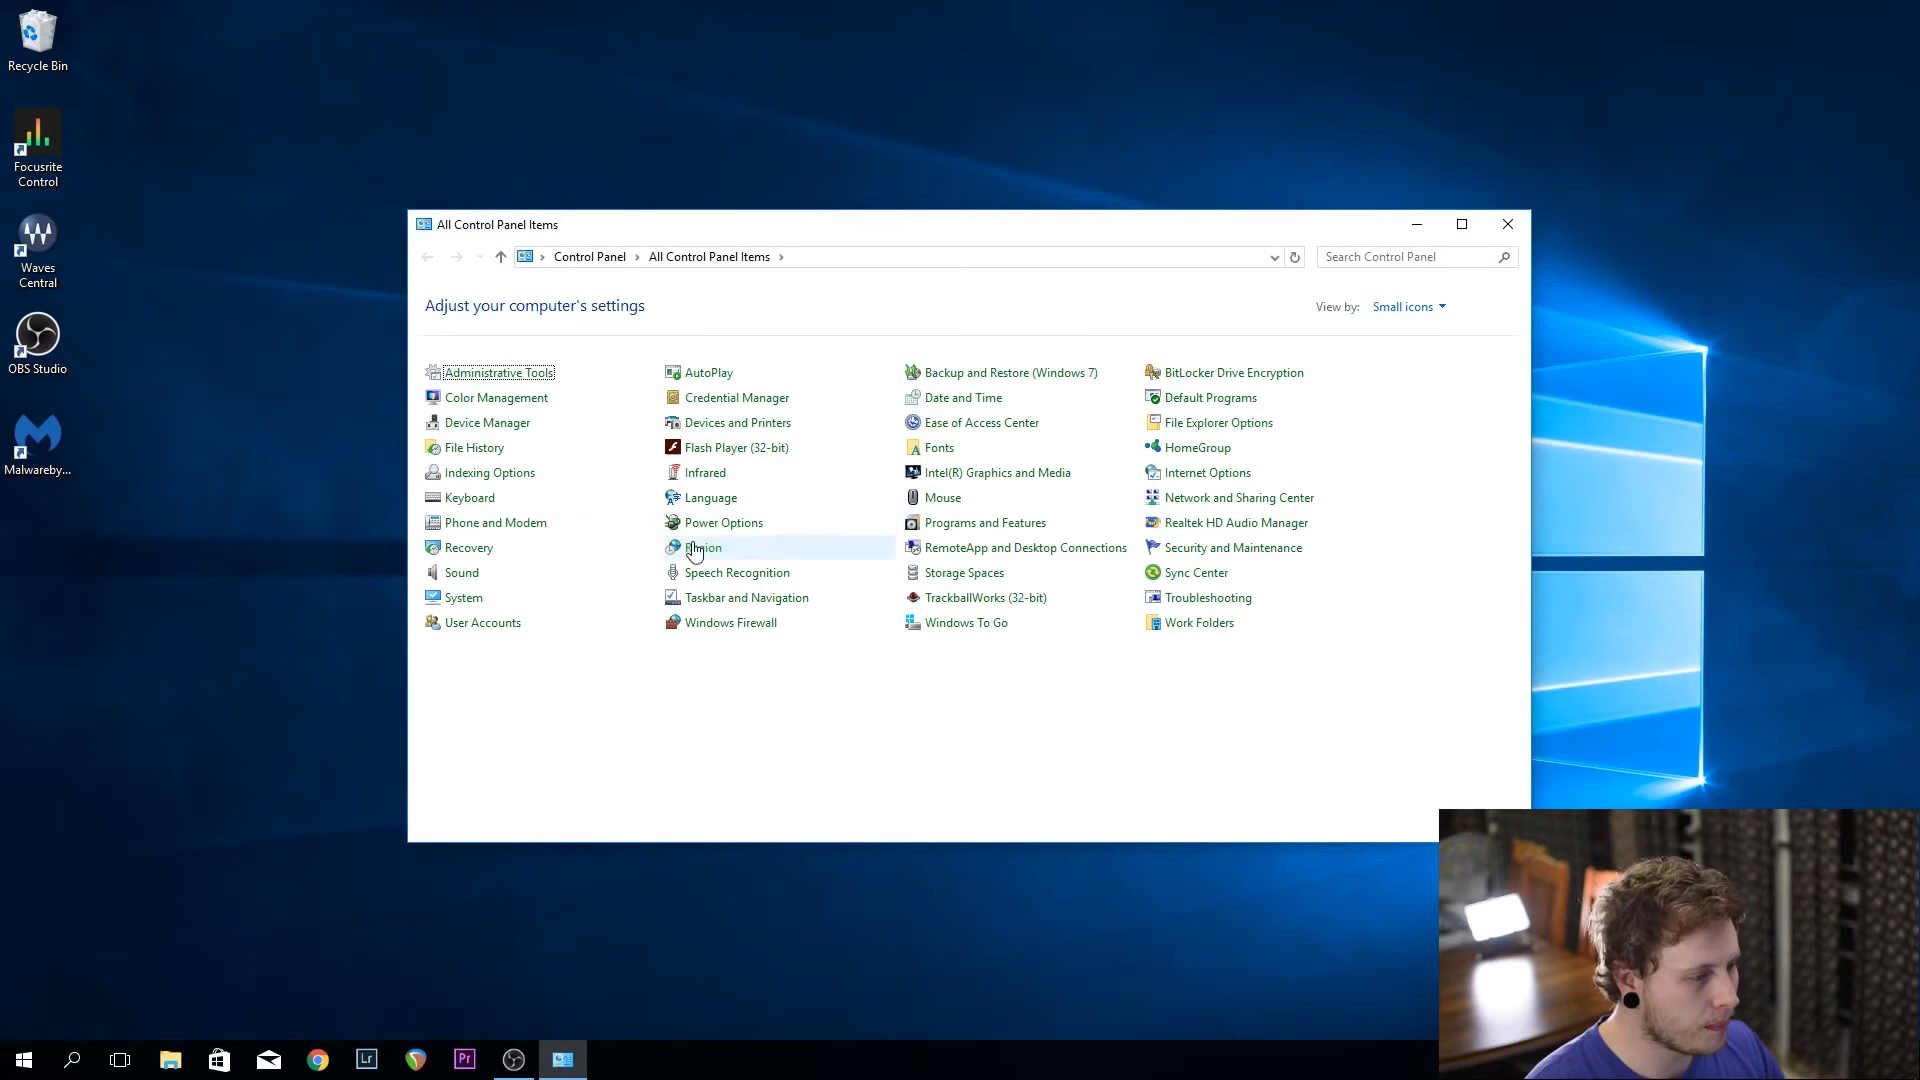 Recycle Bin
Focusrite
Control
Waves
Central
OBS Studio
Malwareby...
All Control Panel Items
Control Panel
All Control Panel Items
Search Control Panel
Adjust your computer's settings
View by:
Small icons
Administrative Tools
AutoPlay
Backup and Restore (Windows 7)
BitLocker Drive Encryption
Color Management
Credential Manager
Date and Time
Default Programs
Device Manager
Devices and Printers
Ease of Access Center
File Explorer Options
File History
Flash Player (32-bit)
Fonts
HomeGroup
Indexing Options
Infrared
Intel(R) Graphics and Media
Internet Options
Keyboard
Language
Mouse
Network and Sharing Center
Phone and Modem
Power Options
Programs and Features
Realtek HD Audio Manager
Recovery
RemoteApp and Desktop Connections
Security and Maintenance
Sound
Speech Recognition
Storage Spaces
Sync Center
System
Taskbar and Navigation
TrackballWorks (32-bit)
Troubleshooting
User Accounts
Windows Firewall
Windows To Go
Work Folders
Lr
Pr